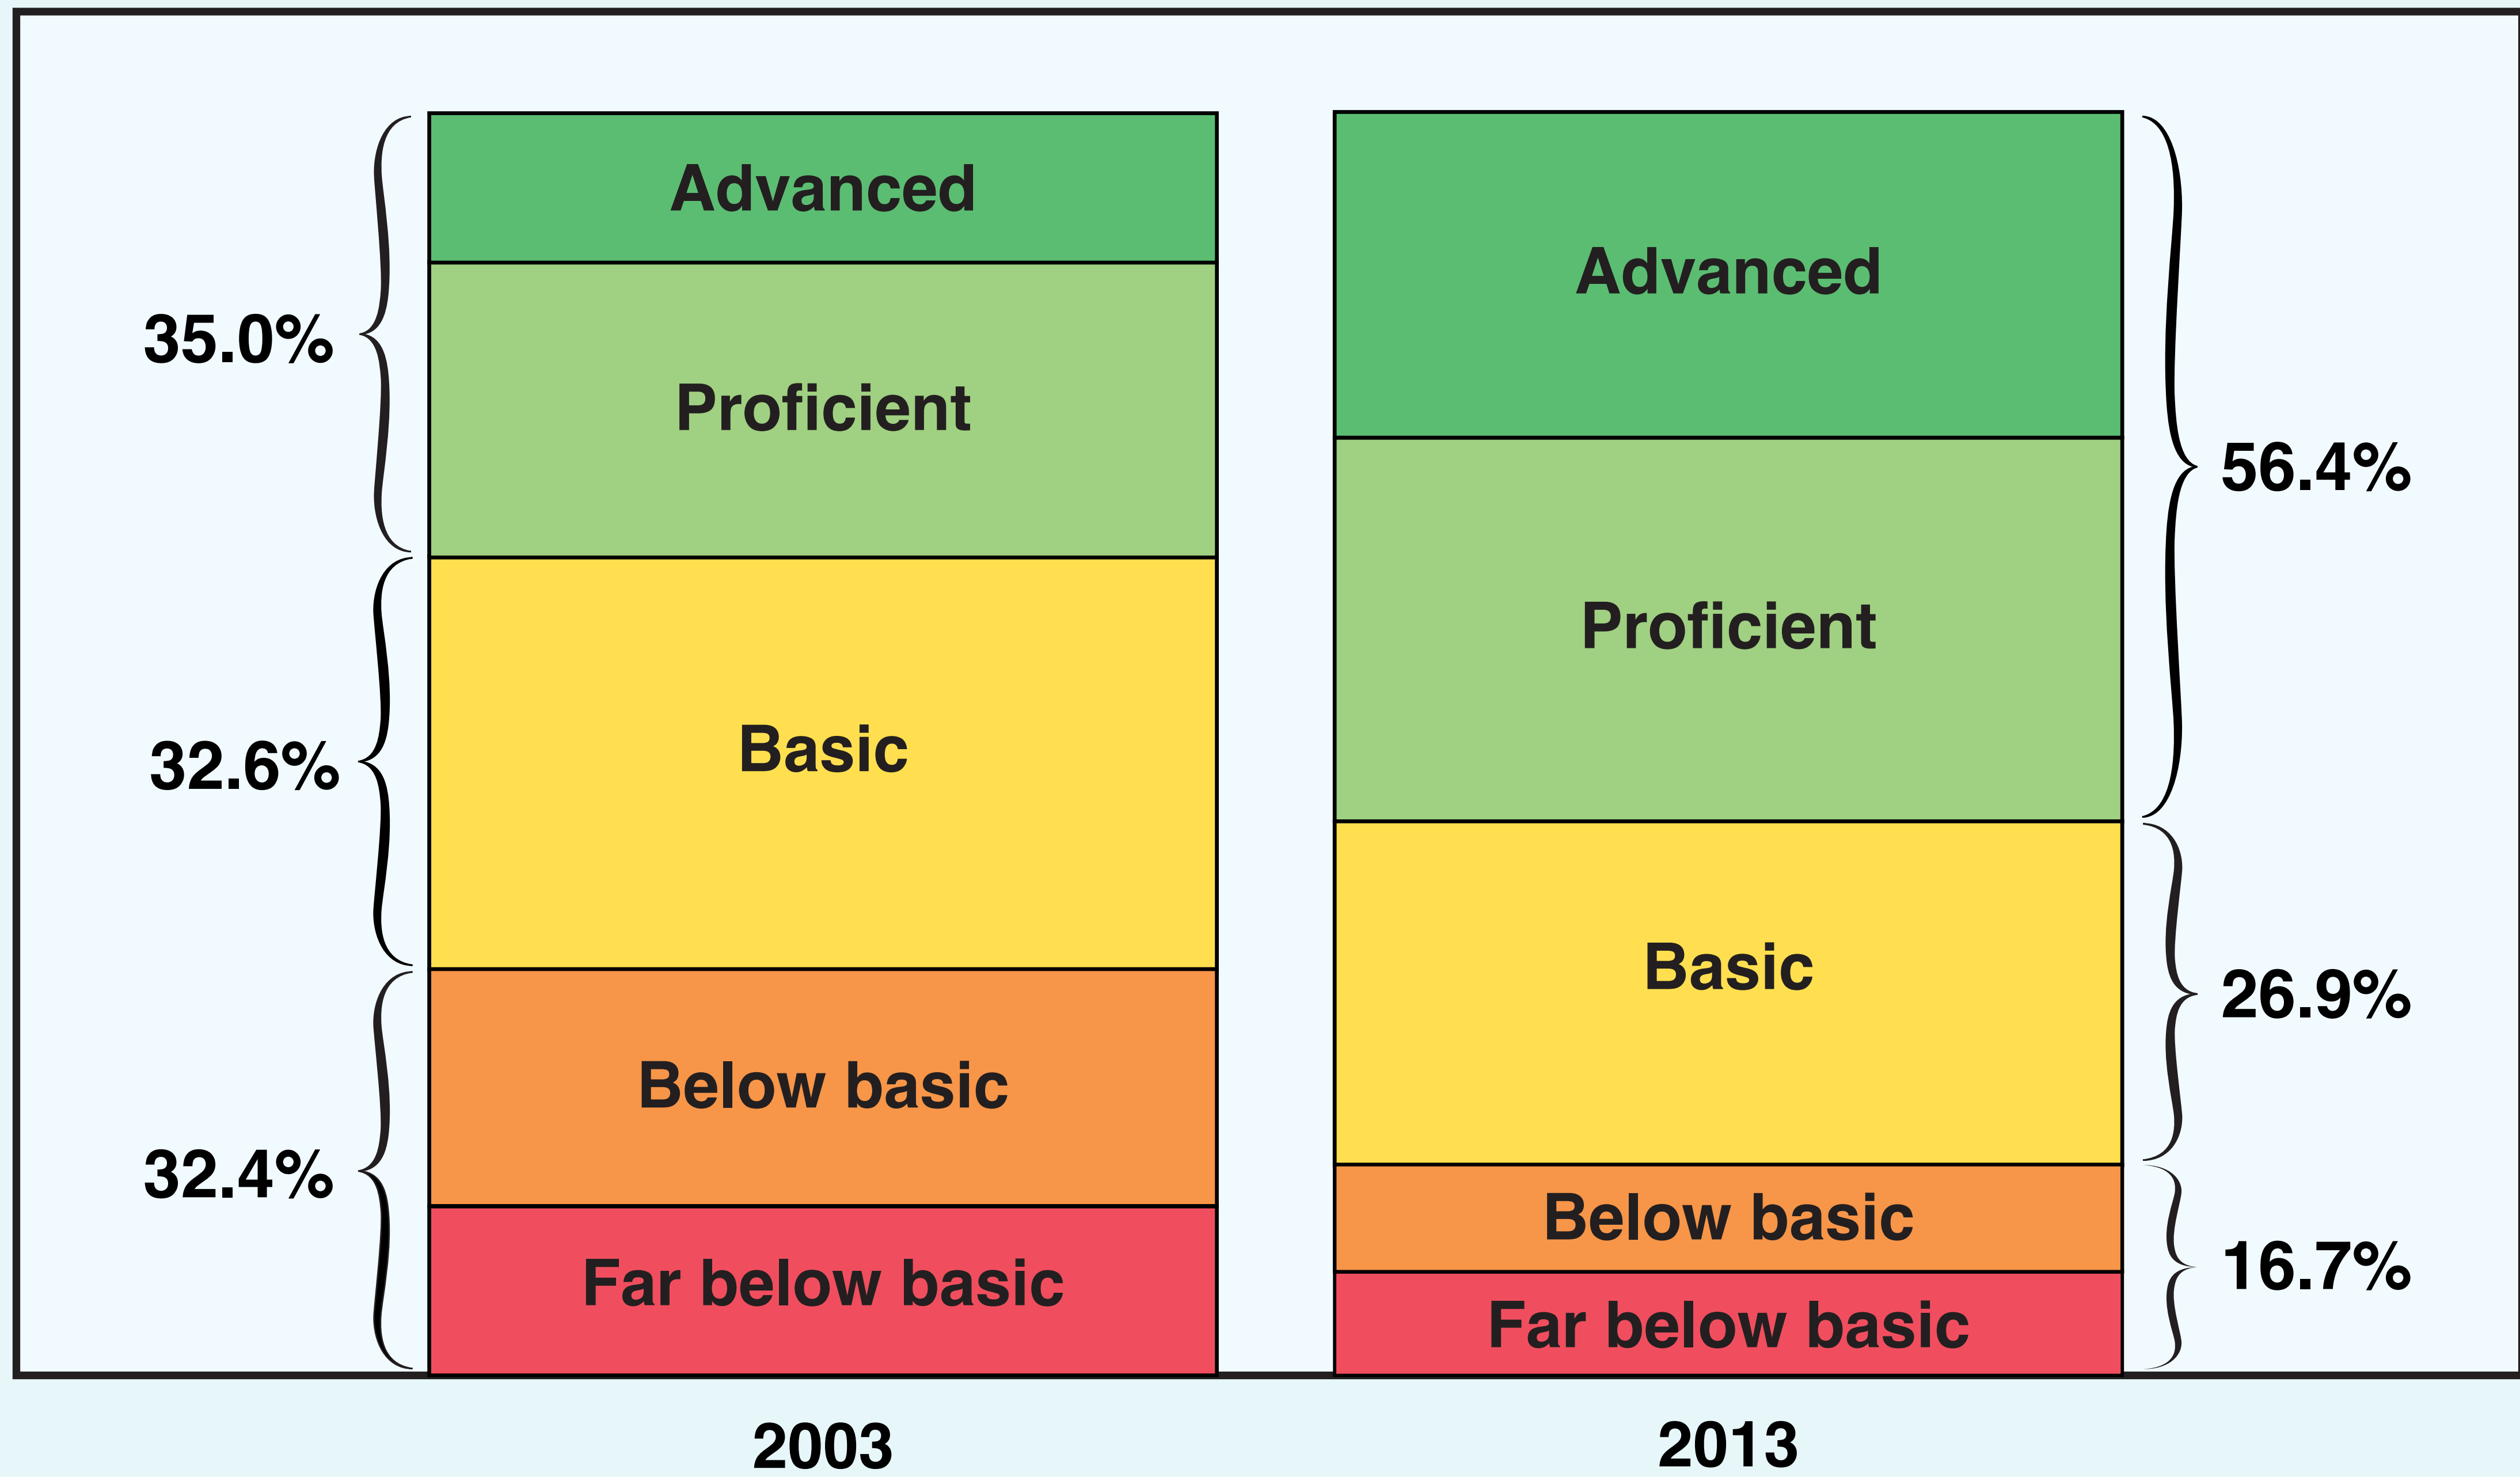 Advanced
Proficient
Basic
Below basic
Far below basic
35.0%
32.6%
32.4%
2003
Advanced
Proficient
Basic
Below basic
Far below basic
56.4%
26.9%
16.7%
2013